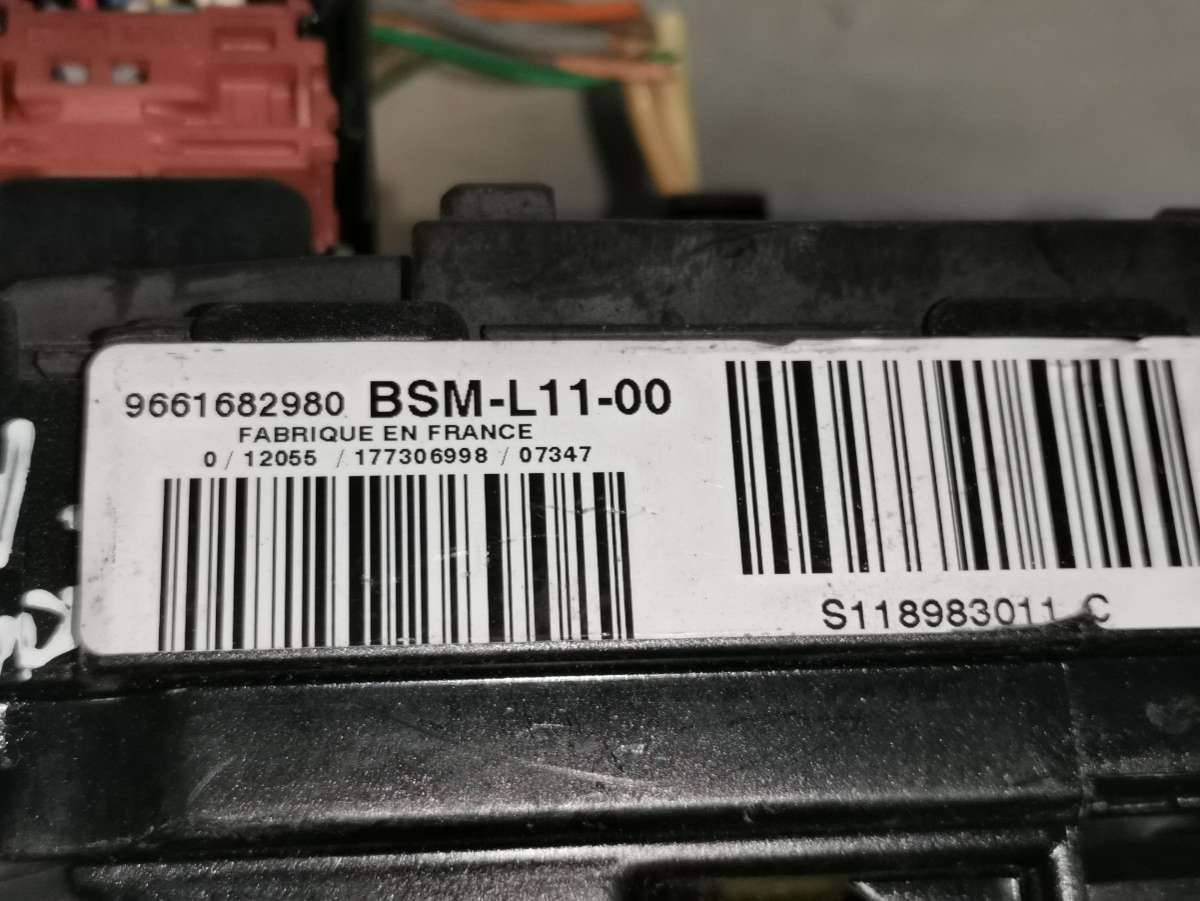 9661682980 BSM-L11-00
FABRIQUE EN FRANCE
0 / 12055 / 177306998 / 07347
S118983011 C